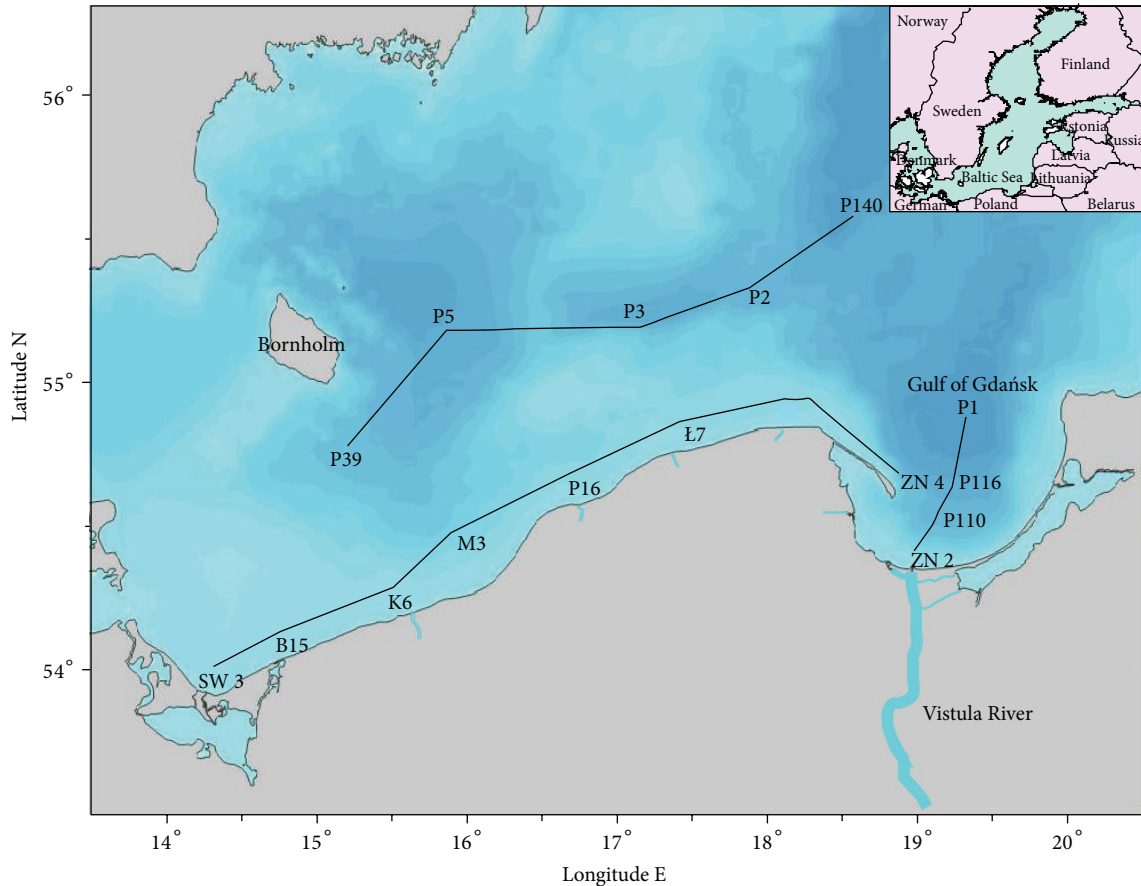 Norway
Finland
Sweden
Estonia
Russia
Latvia
Denmark
Baltic Sea
Lithuania
German
Poland
Belarus
56°
P140
P2
P3
P5
Bornholm
55°
Gulf of Gdańsk
P1
Ł7
P39
ZN 4
P116
P16
P110
M3
ZN 2
K6
B15
54°
SW 3
Vistula River
Latitude N
14°
15°
16°
17°
18°
19°
20°
Longitude E